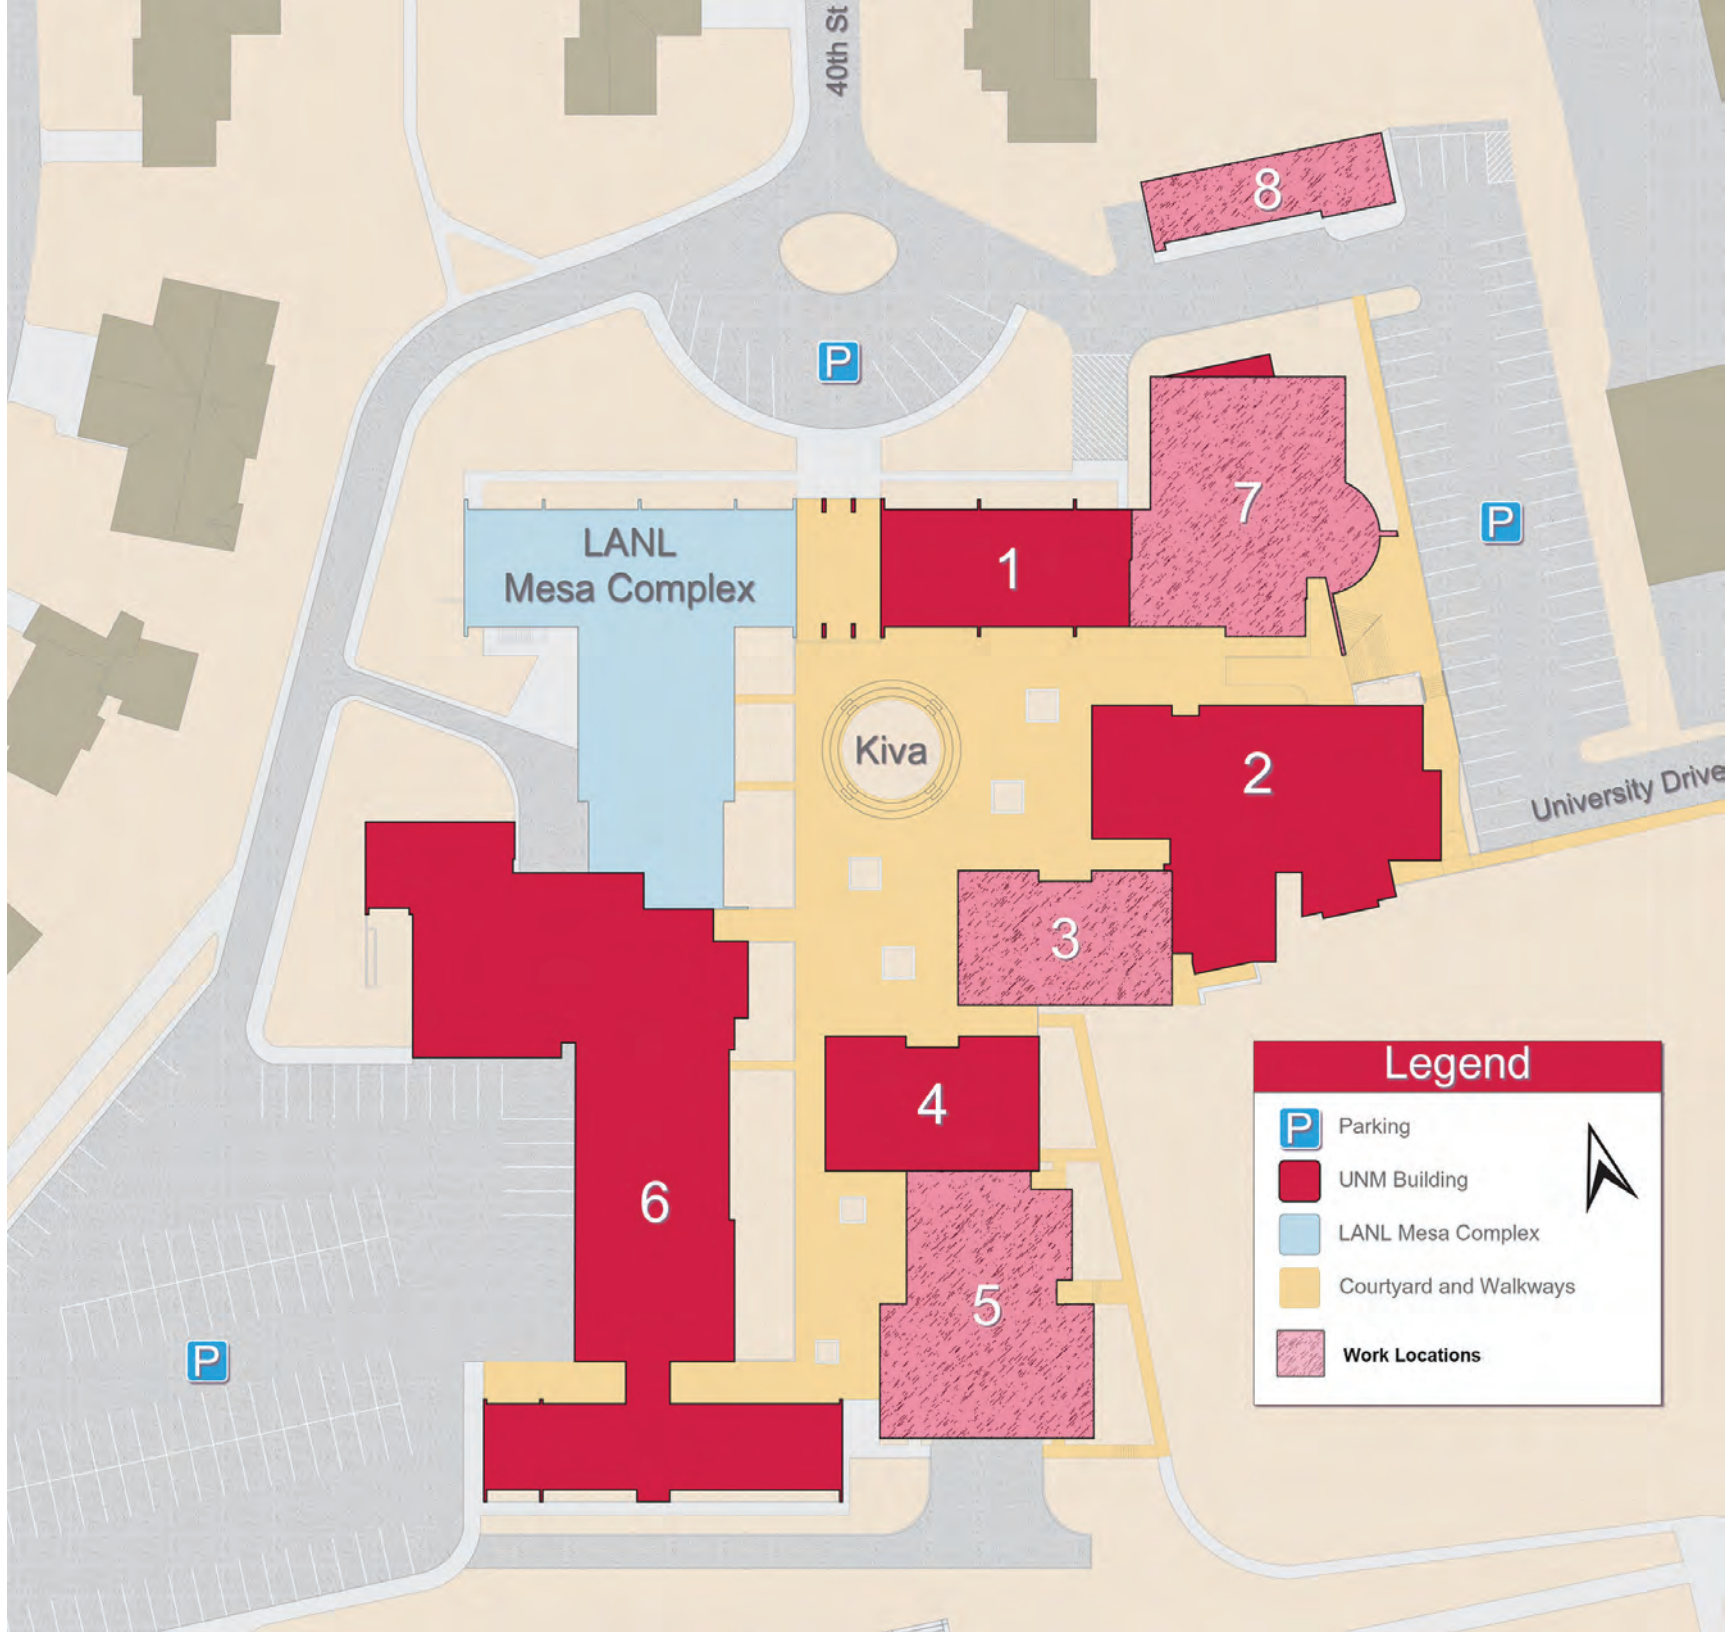 40th St
8
P
7
P
LANL
Mesa Complex
1
Kiva
2
University Drive
3
4
6
5
P
Legend
P Parking
UNM Building
LANL Mesa Complex
Courtyard and Walkways
Work Locations